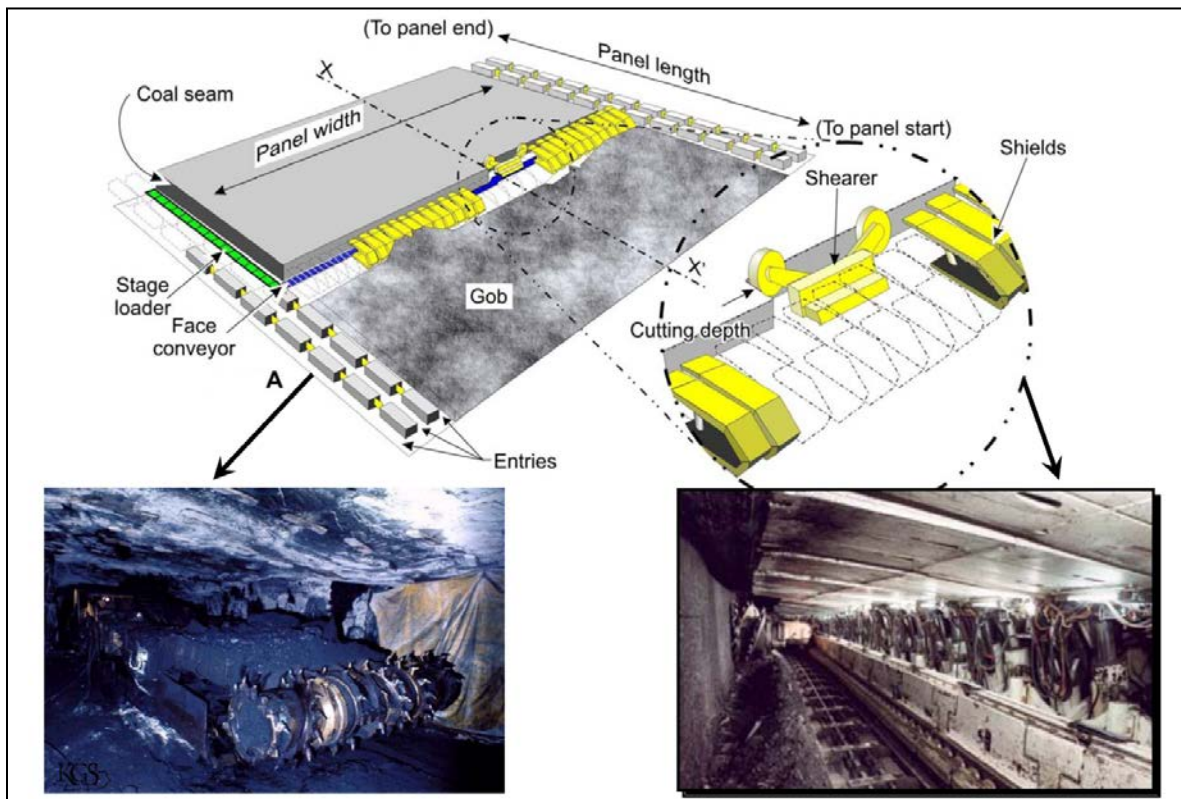 (To panel end)
Panel length
X
Coal seam
Panel width
(To panel start)
Shields
Shearer
X'
Stage
loader
Gob
Face
conveyor
Cutting depth
A
Entries
KGS